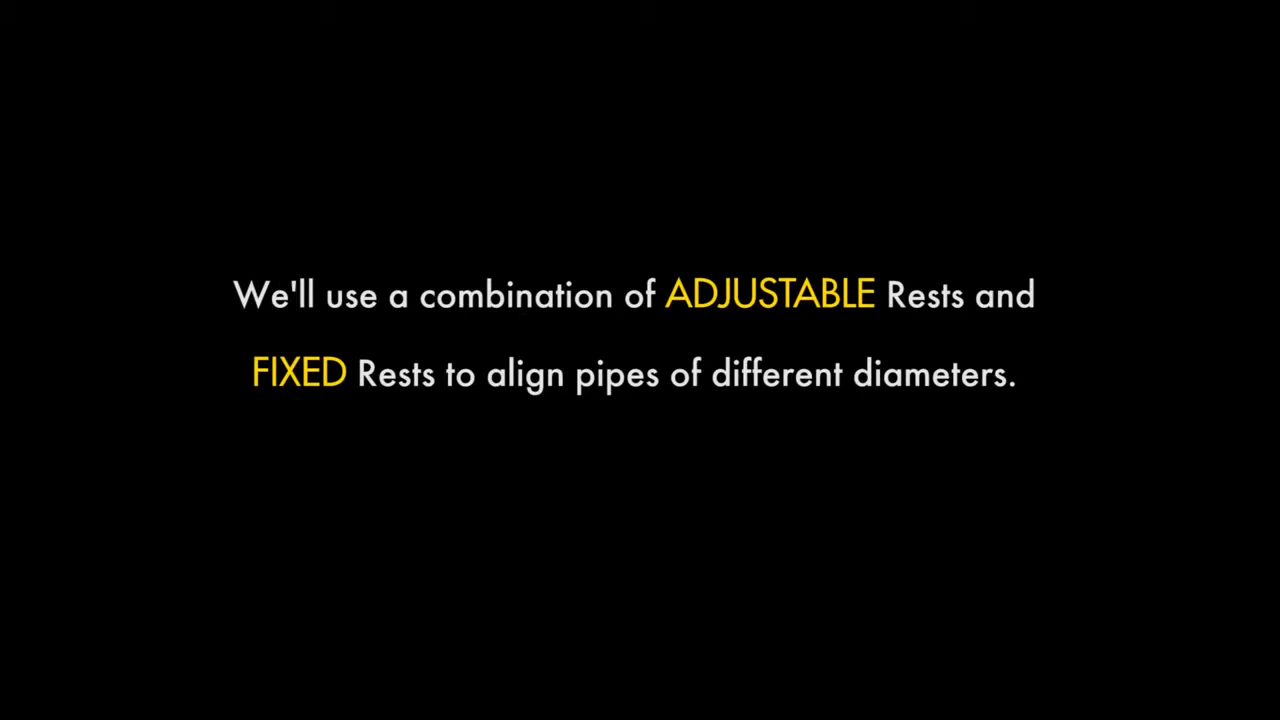 We'll use a combination of ADJUSTABLE Rests and
FIXED Rests to align pipes of different diameters.